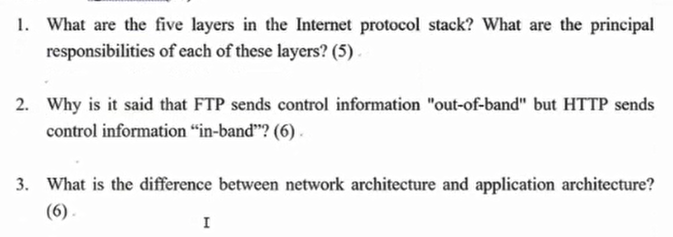 1. What are the five layers in the Internet protocol stack? What are the principal
responsibilities of each of these layers? (5) .
2. Why is it said that FTP sends control information "out-of-band" but HTTP sends
control information “in-band”? (6) .
3. What is the difference between network architecture and application architecture?
(6) .